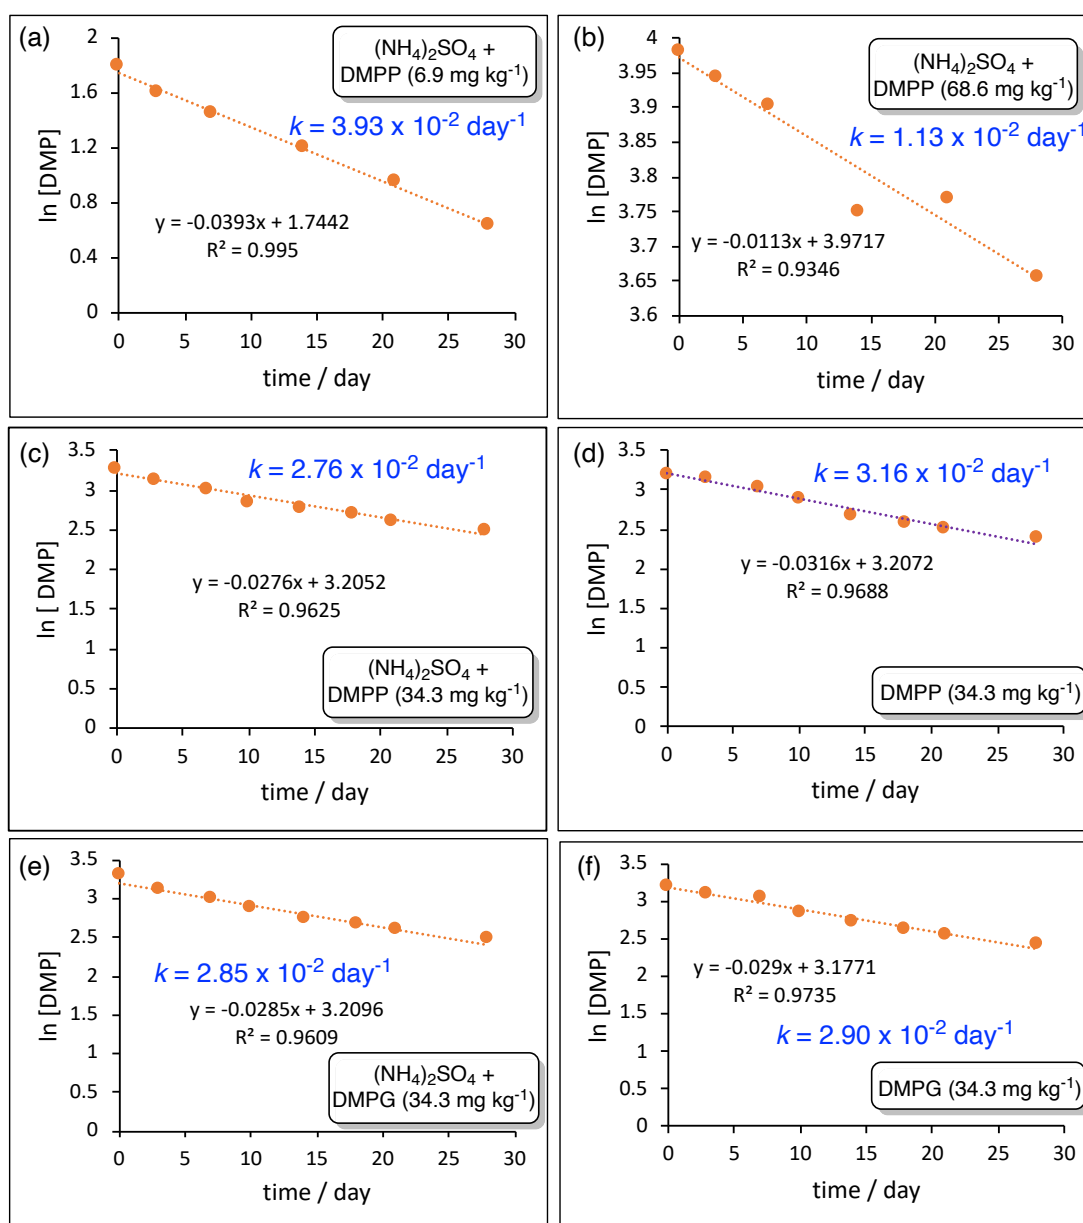 (a)
(NH₄)₂SO₄ +
DMPP (6.9 mg kg⁻¹)
k = 3.93 x 10⁻² day⁻¹
y = -0.0393x + 1.7442
R² = 0.995
ln [DMP]
2
1.6
1.2
0.8
0.4
0
0 5 10 15 20 25 30
time / day
(b)
(NH₄)₂SO₄ +
DMPP (68.6 mg kg⁻¹)
k = 1.13 x 10⁻² day⁻¹
y = -0.0113x + 3.9717
R² = 0.9346
ln [DMP]
4
3.95
3.9
3.85
3.8
3.75
3.7
3.65
3.6
0 5 10 15 20 25 30
time / day
(c)
k = 2.76 x 10⁻² day⁻¹
y = -0.0276x + 3.2052
R² = 0.9625
(NH₄)₂SO₄ +
DMPP (34.3 mg kg⁻¹)
ln [ DMP]
3.5
3
2.5
2
1.5
1
0.5
0
0 5 10 15 20 25 30
time / day
(d)
k = 3.16 x 10⁻² day⁻¹
y = -0.0316x + 3.2072
R² = 0.9688
DMPP (34.3 mg kg⁻¹)
ln [DMP]
3.5
3
2.5
2
1.5
1
0.5
0
0 5 10 15 20 25 30
time / day
(e)
k = 2.85 x 10⁻² day⁻¹
y = -0.0285x + 3.2096
R² = 0.9609
(NH₄)₂SO₄ +
DMPG (34.3 mg kg⁻¹)
ln [DMP]
3.5
3
2.5
2
1.5
1
0.5
0
0 5 10 15 20 25 30
time / day
(f)
y = -0.029x + 3.1771
R² = 0.9735
k = 2.90 x 10⁻² day⁻¹
DMPG (34.3 mg kg⁻¹)
ln [DMP]
3.5
3
2.5
2
1.5
1
0.5
0
0 5 10 15 20 25 30
time / day